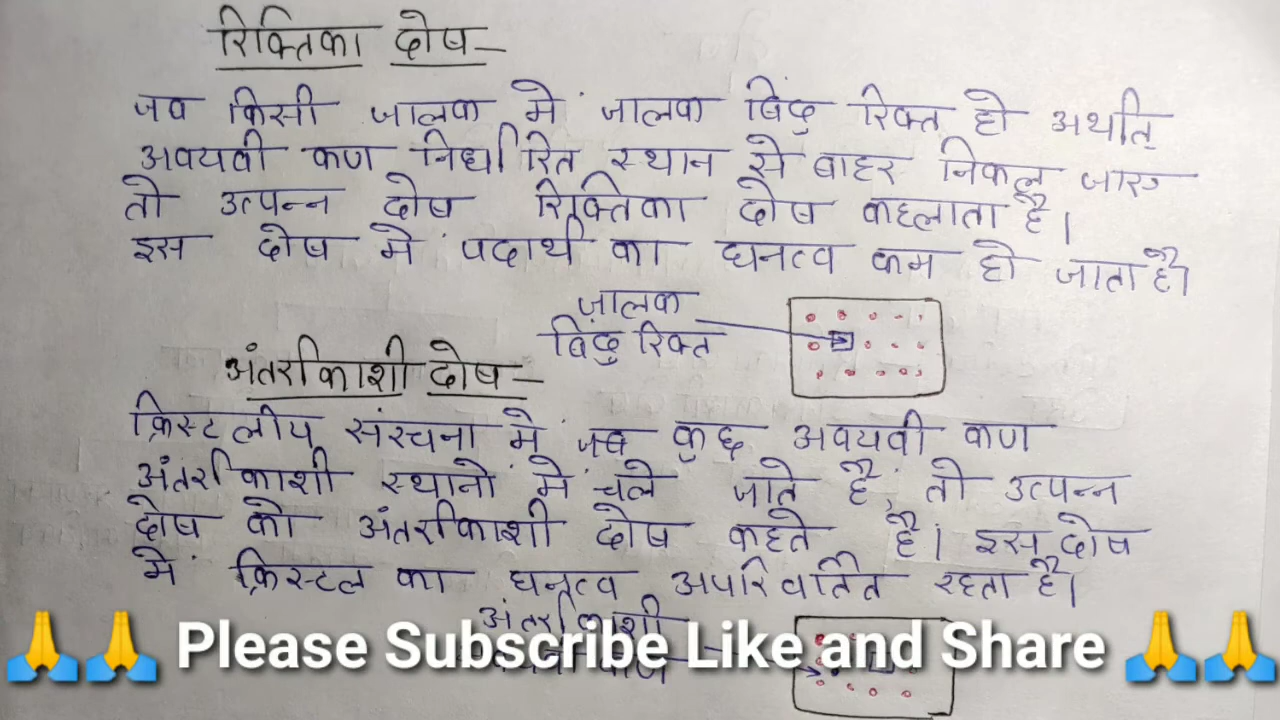 रिक्तिका दोष–
जब किसी जालक में जालक बिंदु रिक्त हो अर्थात्
अवयवी कण निर्धारित स्थान से बाहर निकल जाए
तो उत्पन्न दोष रिक्तिका दोष कहलाता है।
इस दोष में पदार्थ का घनत्व कम हो जाता है।
जालक
बिंदु रिक्त
अंतर्राकाशी दोष–
क्रिस्टलीय संरचना में जब कुछ अवयवी कण
अंतर्राकाशी स्थानों में चले जाते हैं, तो उत्पन्न
दोष को अंतर्राकाशी दोष कहते हैं। इस दोष
में क्रिस्टल का घनत्व अपरिवर्तित रहता है।
अंतर्राकाशी
🙏🙏 Please Subscribe Like and Share 🙏🙏